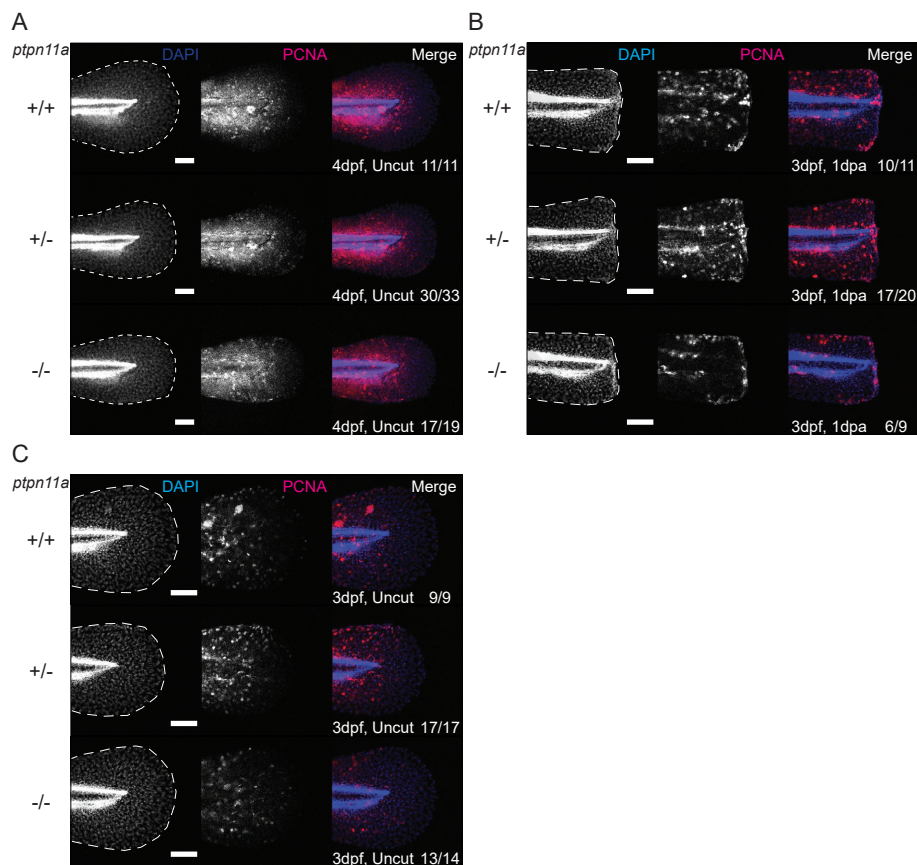 A
ptpn11a DAPI PCNA Merge
+/+
4dpf, Uncut 11/11
+/-
4dpf, Uncut 30/33
-/-
4dpf, Uncut 17/19
B
ptpn11a DAPI PCNA Merge
+/+
3dpf, 1dpa 10/11
+/-
3dpf, 1dpa 17/20
-/-
3dpf, 1dpa 6/9
C
ptpn11a DAPI PCNA Merge
+/+
3dpf, Uncut 9/9
+/-
3dpf, Uncut 17/17
-/-
3dpf, Uncut 13/14